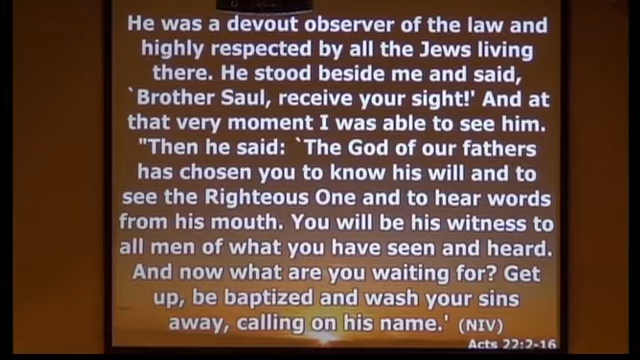 He was a devout observer of the law and
highly respected by all the Jews living
there. He stood beside me and said,
`Brother Saul, receive your sight!' And at
that very moment I was able to see him.
"Then he said: `The God of our fathers
has chosen you to know his will and to
see the Righteous One and to hear words
from his mouth. You will be his witness to
all men of what you have seen and heard.
And now what are you waiting for? Get
up, be baptized and wash your sins
away, calling on his name.' (NIV)
Acts 22:2-16